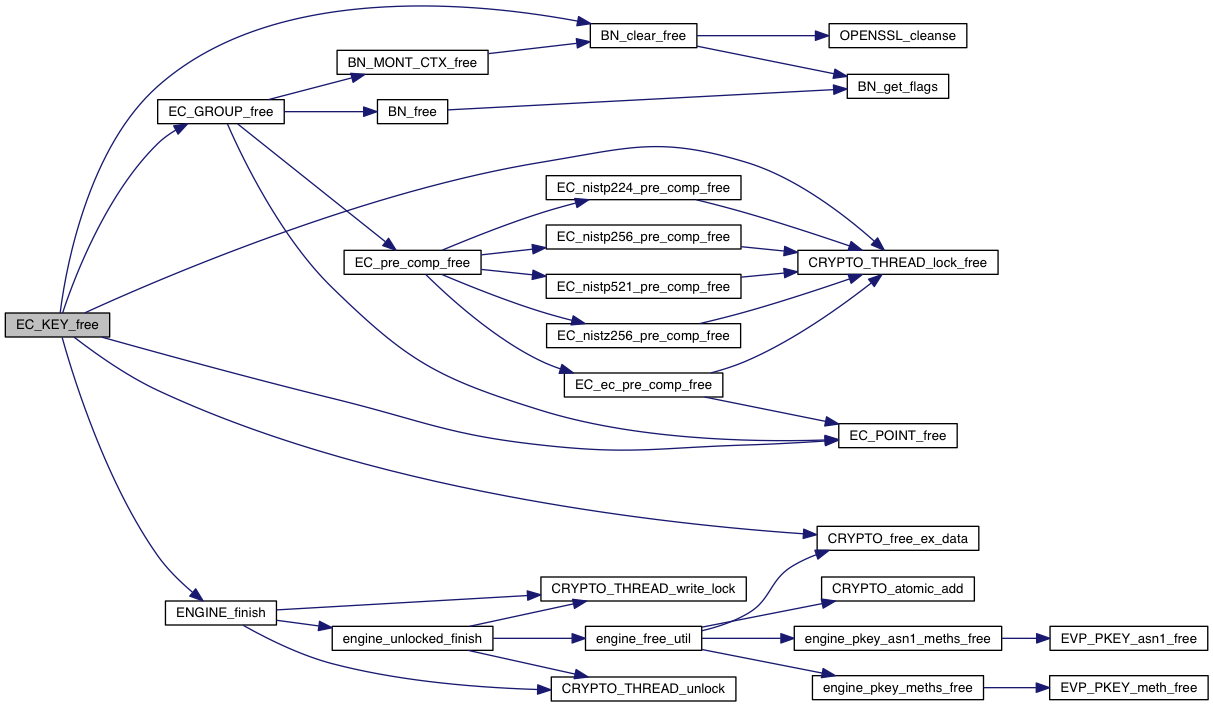 BN_clear_free
OPENSSL_cleanse
BN_MONT_CTX_free
BN_get_flags
EC_GROUP_free
BN_free
EC_nistp224_pre_comp_free
EC_nistp256_pre_comp_free
EC_pre_comp_free
CRYPTO_THREAD_lock_free
EC_nistp521_pre_comp_free
EC_KEY_free
EC_nistz256_pre_comp_free
EC_ec_pre_comp_free
EC_POINT_free
CRYPTO_free_ex_data
CRYPTO_THREAD_write_lock
CRYPTO_atomic_add
ENGINE_finish
engine_unlocked_finish
engine_free_util
engine_pkey_asn1_meths_free
EVP_PKEY_asn1_free
CRYPTO_THREAD_unlock
engine_pkey_meths_free
EVP_PKEY_meth_free